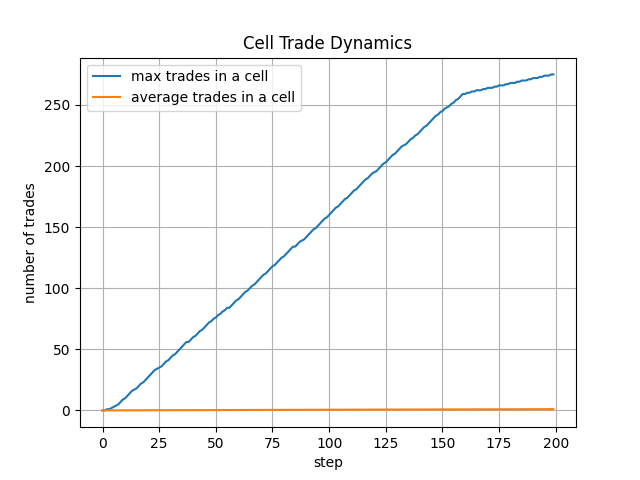 Cell Trade Dynamics
max trades in a cell
average trades in a cell
number of trades
250
200
150
100
50
0
0 25 50 75 100 125 150 175 200
step